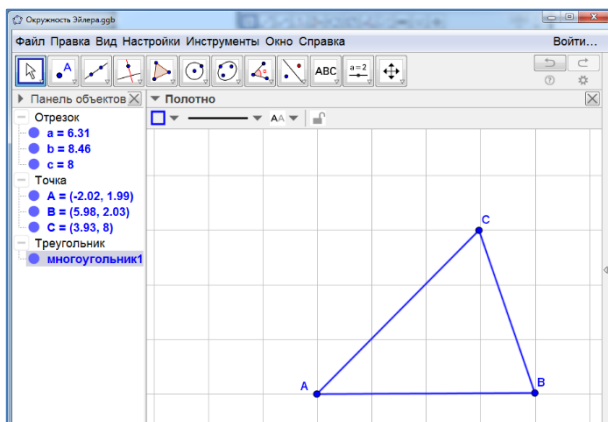 Окружность Эйлера.ggb
Файл Правка Вид Настройки Инструменты Окно Справка Войти...
A a ABC a=2
Панель объектов Полотно
AA
Отрезок
a = 6.31
b = 8.46
c = 8
Точка
A = (-2.02, 1.99)
B = (5.98, 2.03)
C = (3.93, 8)
Треугольник
многоугольник1
C
A
B